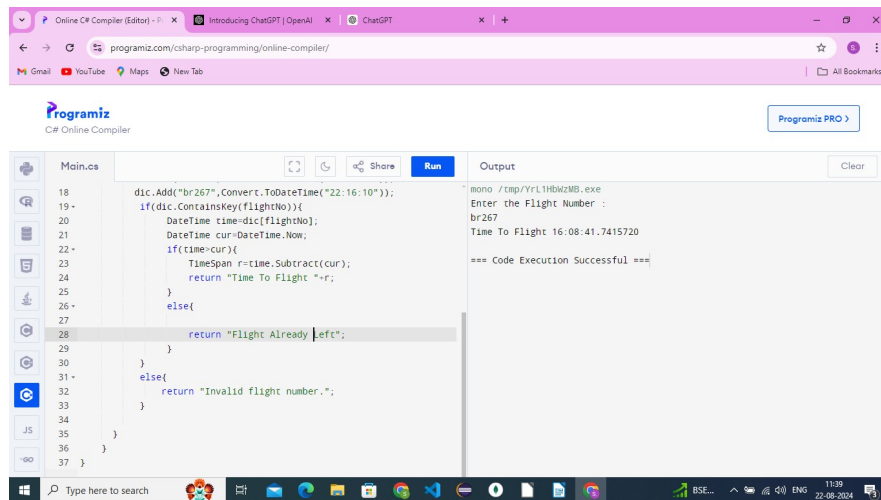 Online C# Compiler (Editor) - Pr
Introducing ChatGPT | OpenAI
ChatGPT
programiz.com/csharp-programming/online-compiler/
S.
Gmail
YouTube
Maps
New Tab
All Bookmarks
Programiz
C# Online Compiler
Programiz PRO >
Main.cs
Share
Run
Output
Clear
18 dic.Add("br267",Convert.ToDateTime("22:16:10"));
19 if(dic.ContainsKey(flightNo)){
20 DateTime time=dic[flightNo];
21 DateTime cur=DateTime.Now;
22 if(time>cur){
23 TimeSpan r=time.Subtract(cur);
24 return "Time To Flight "+r;
25 }
26 else{
27
28 return "Flight Already Left";
29 }
30 }
31 else{
32 return "Invalid flight number.";
33 }
34
35 }
36 }
37 }
mono /tmp/YrL1HbWzMB.exe
Enter the Flight Number :
br267
Time To Flight 16:08:41.7415720
=== Code Execution Successful ===
JS
GO
Type here to search
BSE...
ENG
11:39
22-08-2024